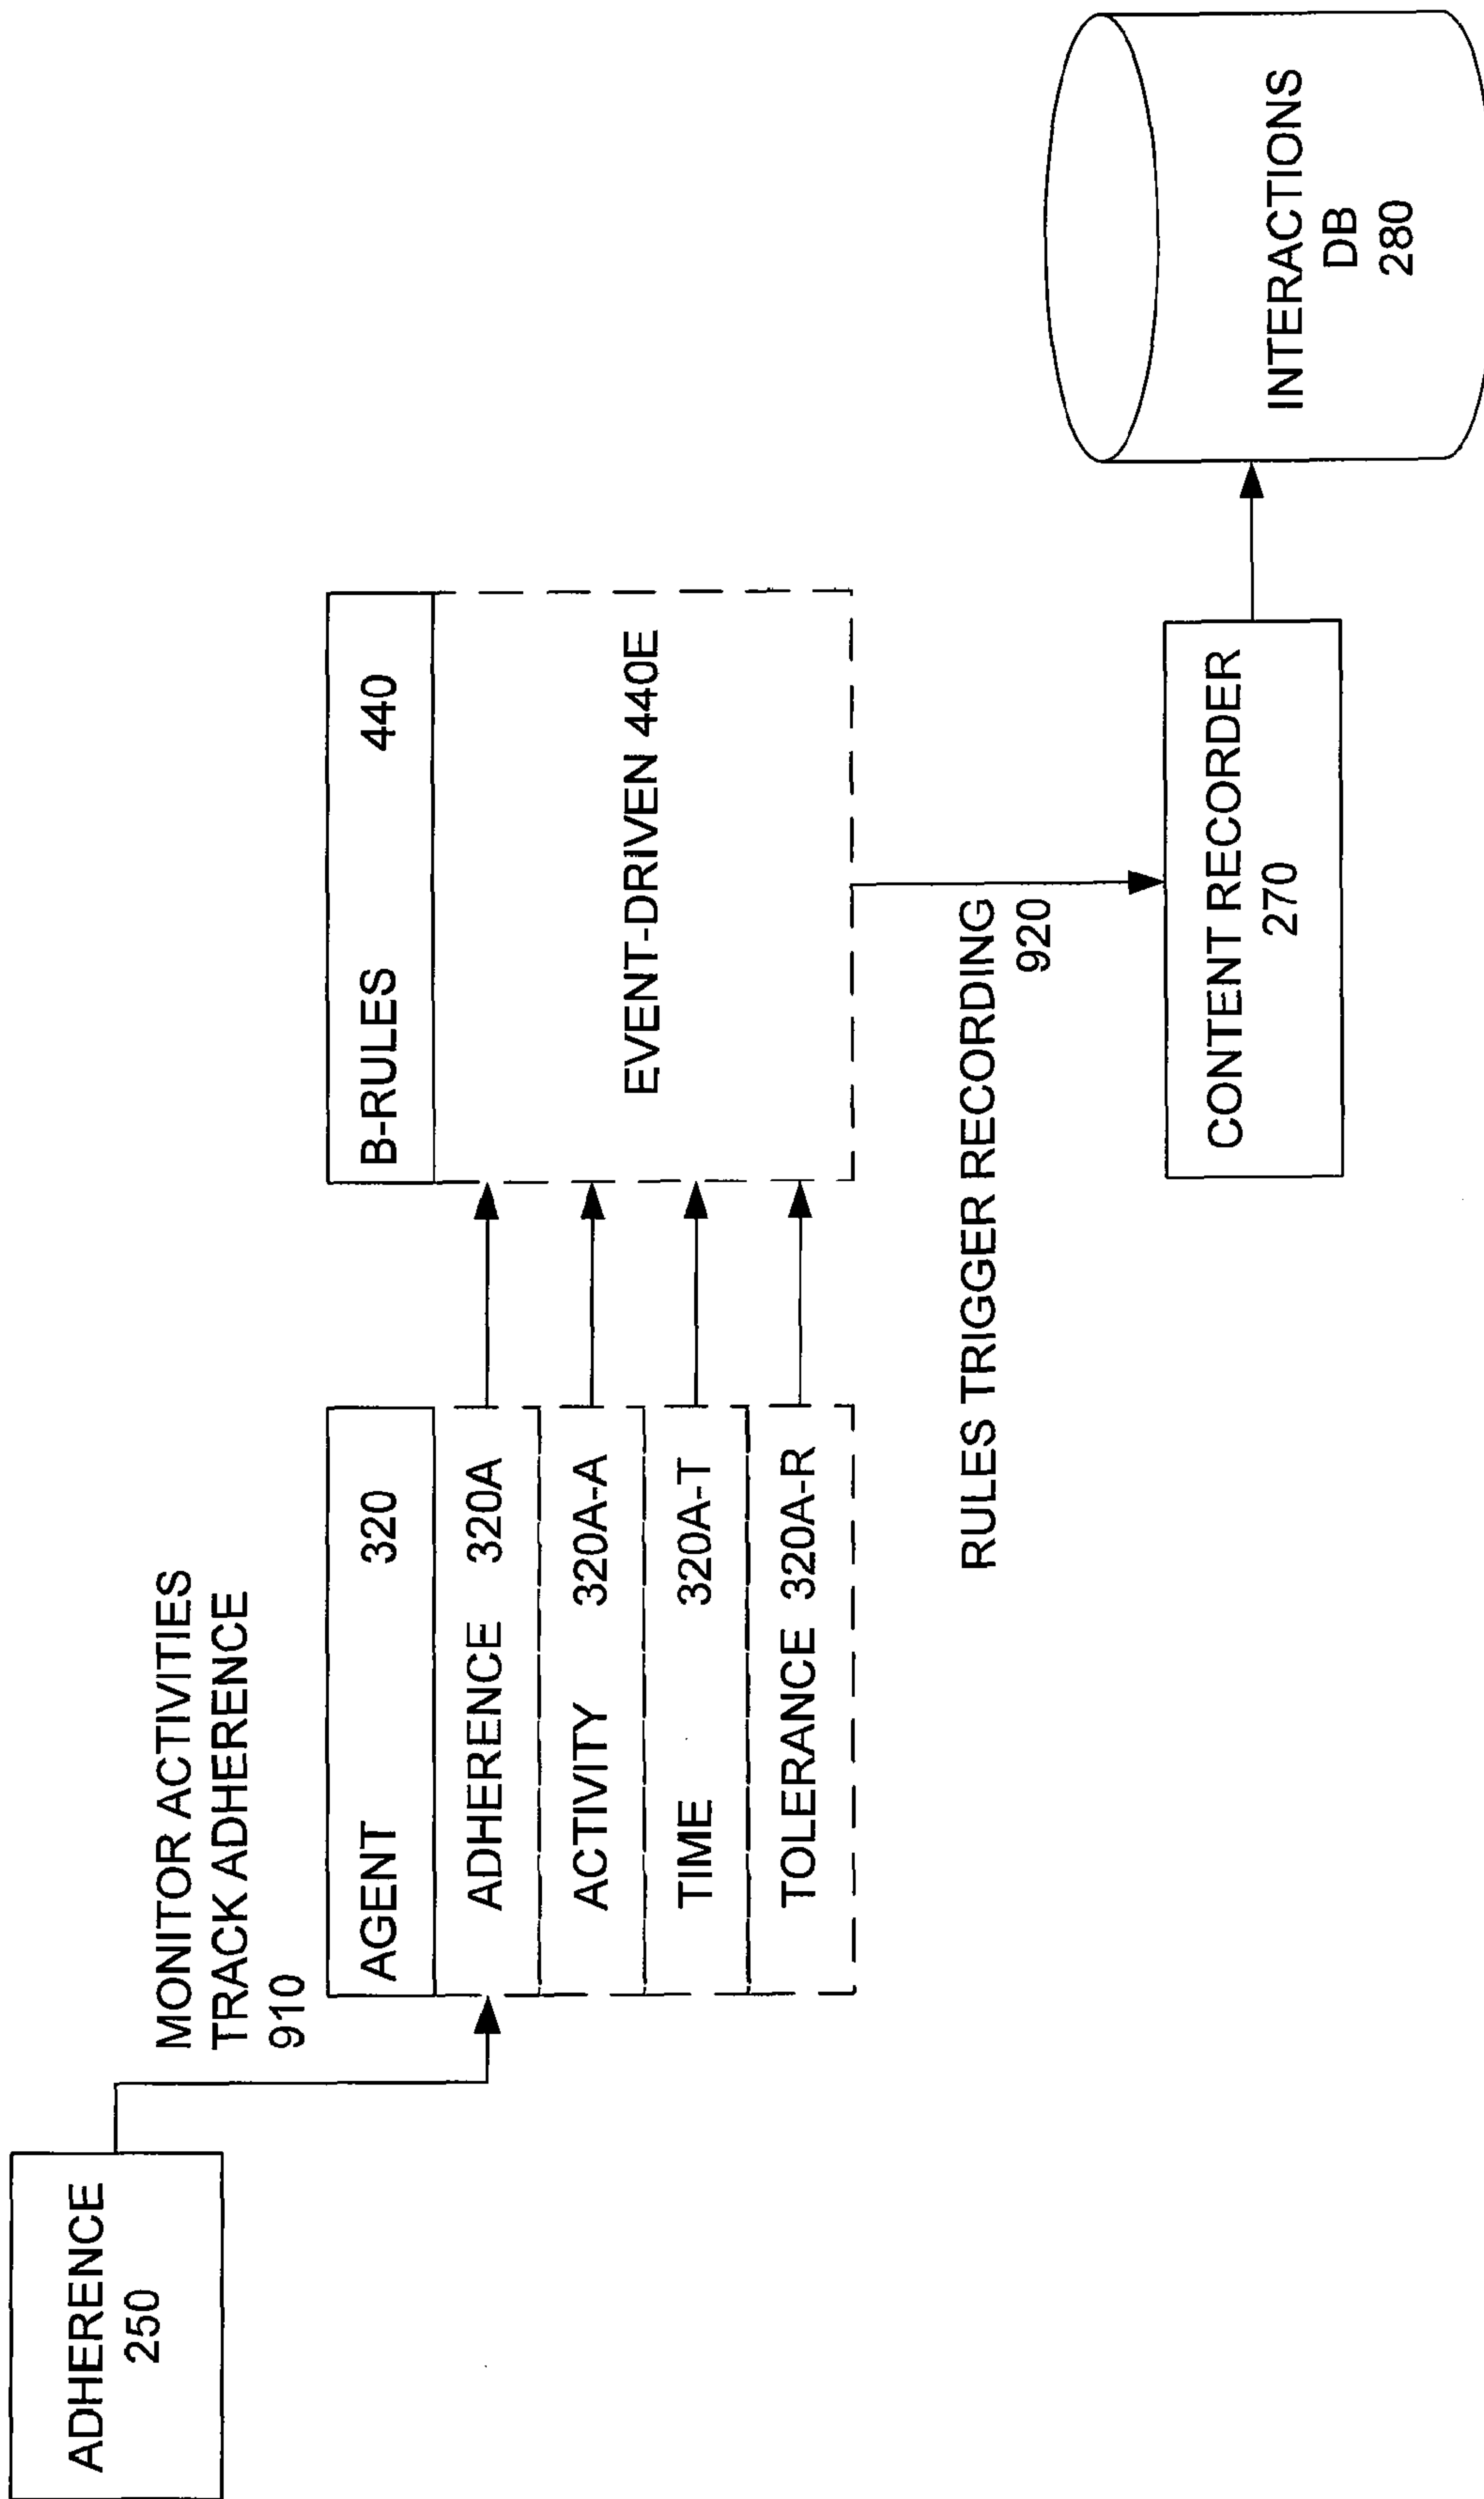 ADHERENCE
250
MONITOR ACTIVITIES
TRACK ADHERENCE
910
AGENT 320
ADHERENCE 320A
ACTIVITY 320A-A
TIME 320A-T
TOLERANCE 320A-R
B-RULES 440
EVENT-DRIVEN 440E
RULES TRIGGER RECORDING
920
CONTENT RECORDER
270
INTERACTIONS
DB
280